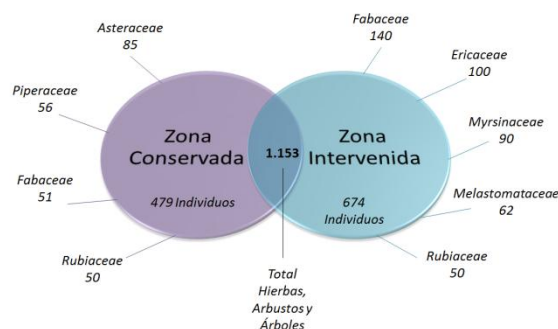 Asteraceae
85
Piperaceae
56
Fabaceae
51
Rubiaceae
50
Zona
Conservada
479 Individuos
1.153
Total
Hierbas,
Arbustos y
Árboles
Zona
Intervenida
674
Individuos
Fabaceae
140
Ericaceae
100
Myrsinaceae
90
Melastomataceae
62
Rubiaceae
50